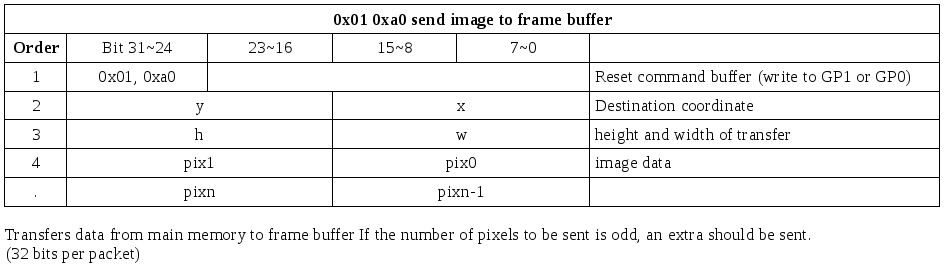 0x01 0xa0 send image to frame buffer
Order Bit 31~24 23~16 15~8 7~0
1 0x01, 0xa0 Reset command buffer (write to GP1 or GP0)
2 y x Destination coordinate
3 h w height and width of transfer
4 pix1 pix0 image data
. pixn pixn-1
Transfers data from main memory to frame buffer If the number of pixels to be sent is odd, an extra should be sent.
(32 bits per packet)